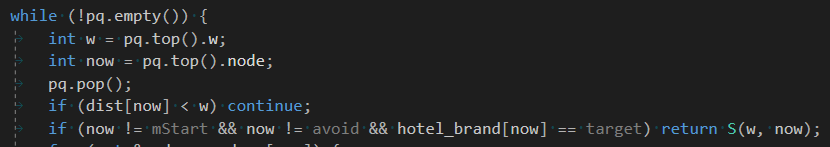 while (!pq.empty()) {
int w = pq.top().w;
int now = pq.top().node;
pq.pop();
if (dist[now] < w) continue;
if (now != mStart && now != avoid && hotel_brand[now] == target) return S(w, now);